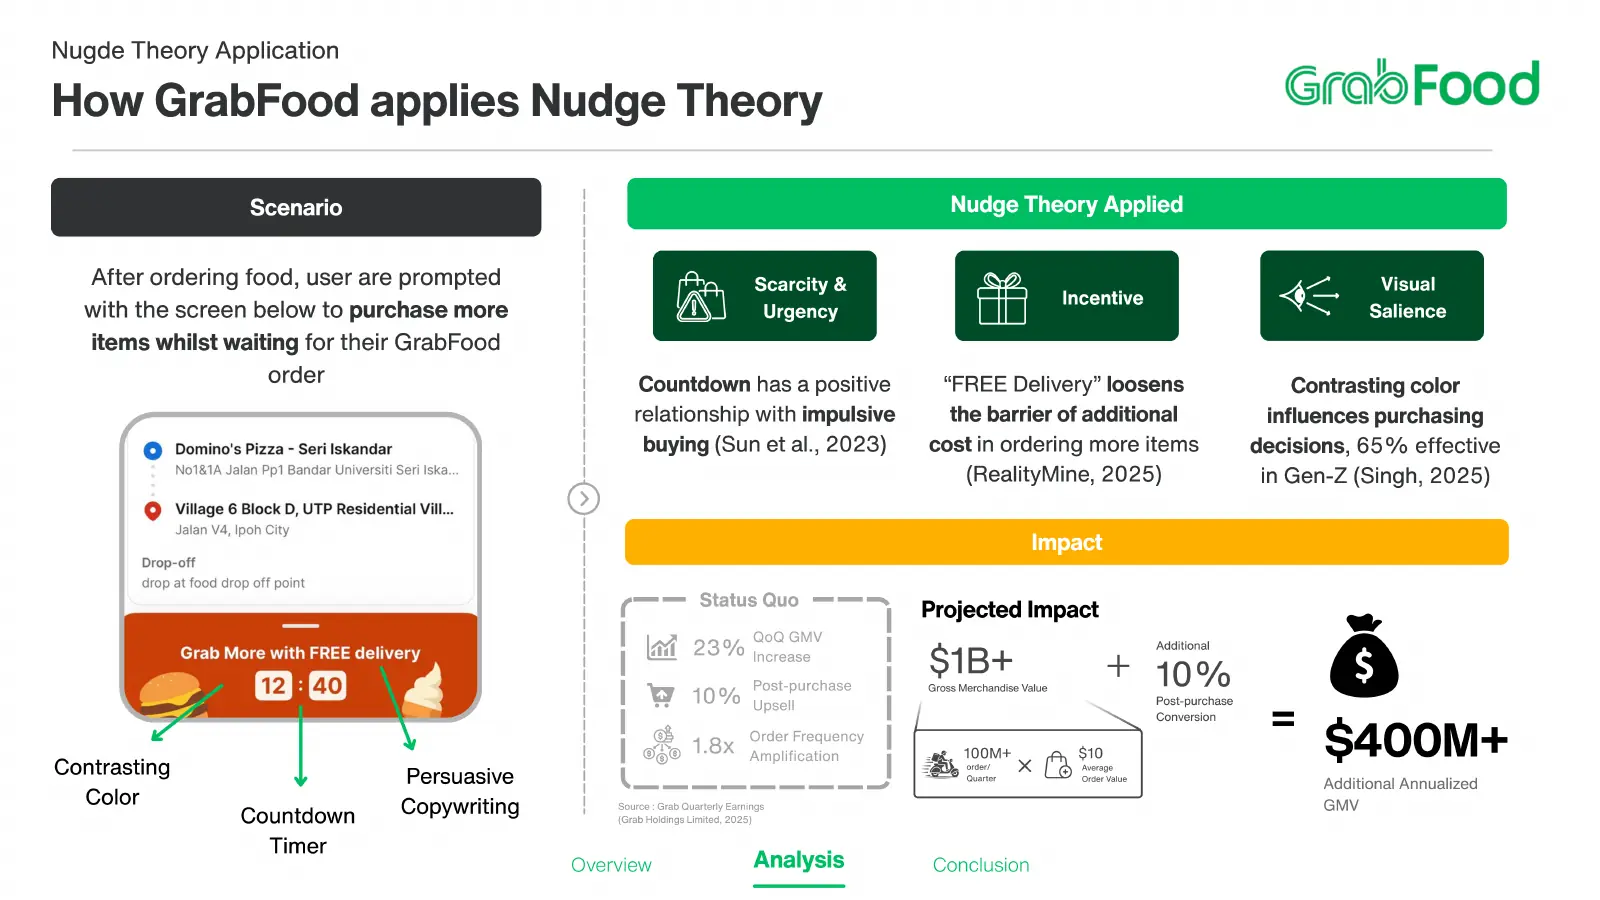 Nugde Theory Application
How GrabFood applies Nudge Theory
GrabFood
Scenario
After ordering food, user are prompted
with the screen below to purchase more
items whilst waiting for their GrabFood
order
Domino's Pizza - Seri Iskandar
No1&1A Jalan Pp1 Bandar Universiti Seri Iska...
Village 6 Block D, UTP Residential Vill...
Jalan V4, Ipoh City
Drop-off
drop at food drop off point
Grab More with FREE delivery
12 : 40
Contrasting
Color
Countdown
Timer
Persuasive
Copywriting
Nudge Theory Applied
Scarcity &
Urgency
Countdown has a positive
relationship with impulsive
buying (Sun et al., 2023)
Incentive
“FREE Delivery” loosens
the barrier of additional
cost in ordering more items
(RealityMine, 2025)
Visual
Salience
Contrasting color
influences purchasing
decisions, 65% effective
in Gen-Z (Singh, 2025)
Impact
Status Quo
23% QoQ GMV
Increase
10% Post-purchase
Upsell
1.8x Order Frequency
Amplification
Source : Grab Quarterly Earnings
(Grab Holdings Limited, 2025)
Projected Impact
$1B+
Gross Merchandise Value
100M+
order/
Quarter
×
$10
Average
Order Value
+
Additional
10%
Post-purchase
Conversion
=
$
$400M+
Additional Annualized
GMV
Overview
Analysis
Conclusion